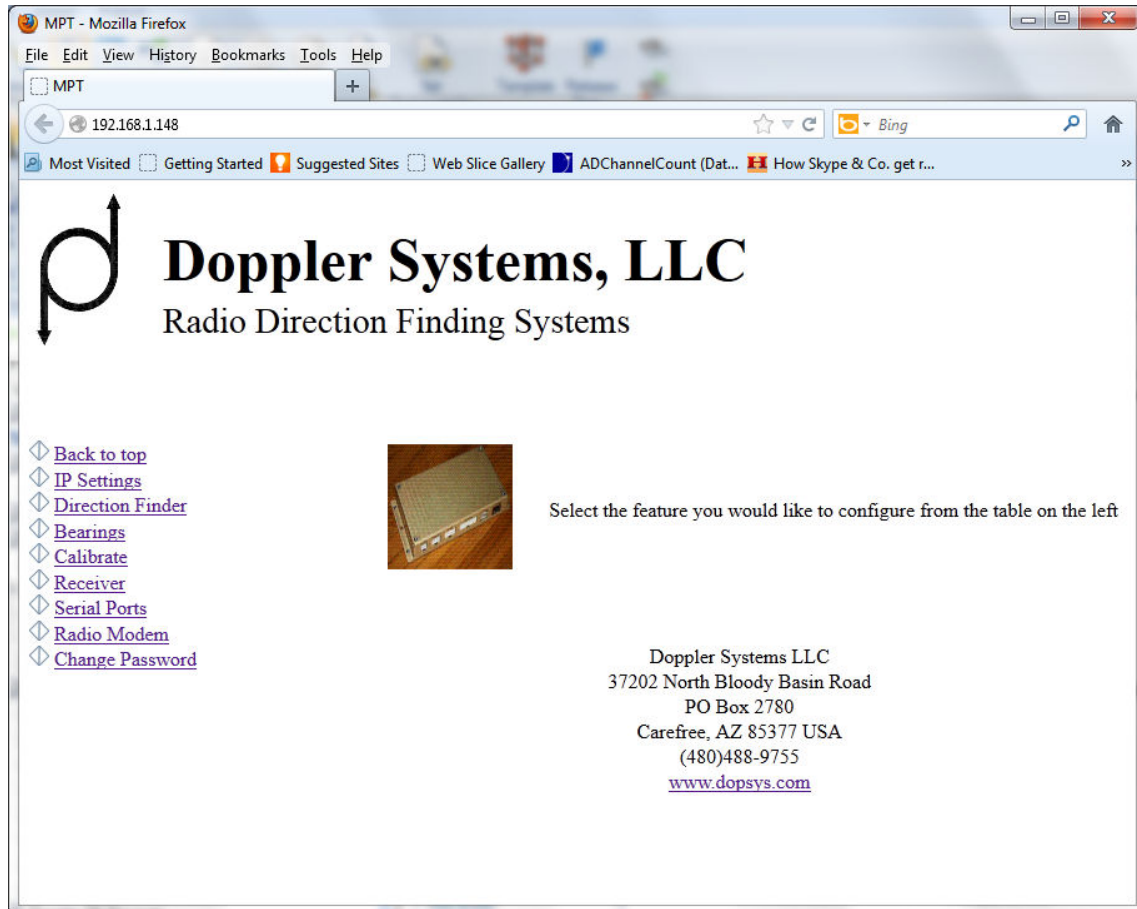 MPT - Mozilla Firefox
File Edit View History Bookmarks Tools Help
MPT
192.168.1.148
Bing
Most Visited Getting Started Suggested Sites Web Slice Gallery ADChannelCount (Dat... How Skype & Co. get r... »
Doppler Systems, LLC
Radio Direction Finding Systems
Back to top
IP Settings
Direction Finder
Bearings
Calibrate
Receiver
Serial Ports
Radio Modem
Change Password
Select the feature you would like to configure from the table on the left
Doppler Systems LLC
37202 North Bloody Basin Road
PO Box 2780
Carefree, AZ 85377 USA
(480)488-9755
www.dopsys.com